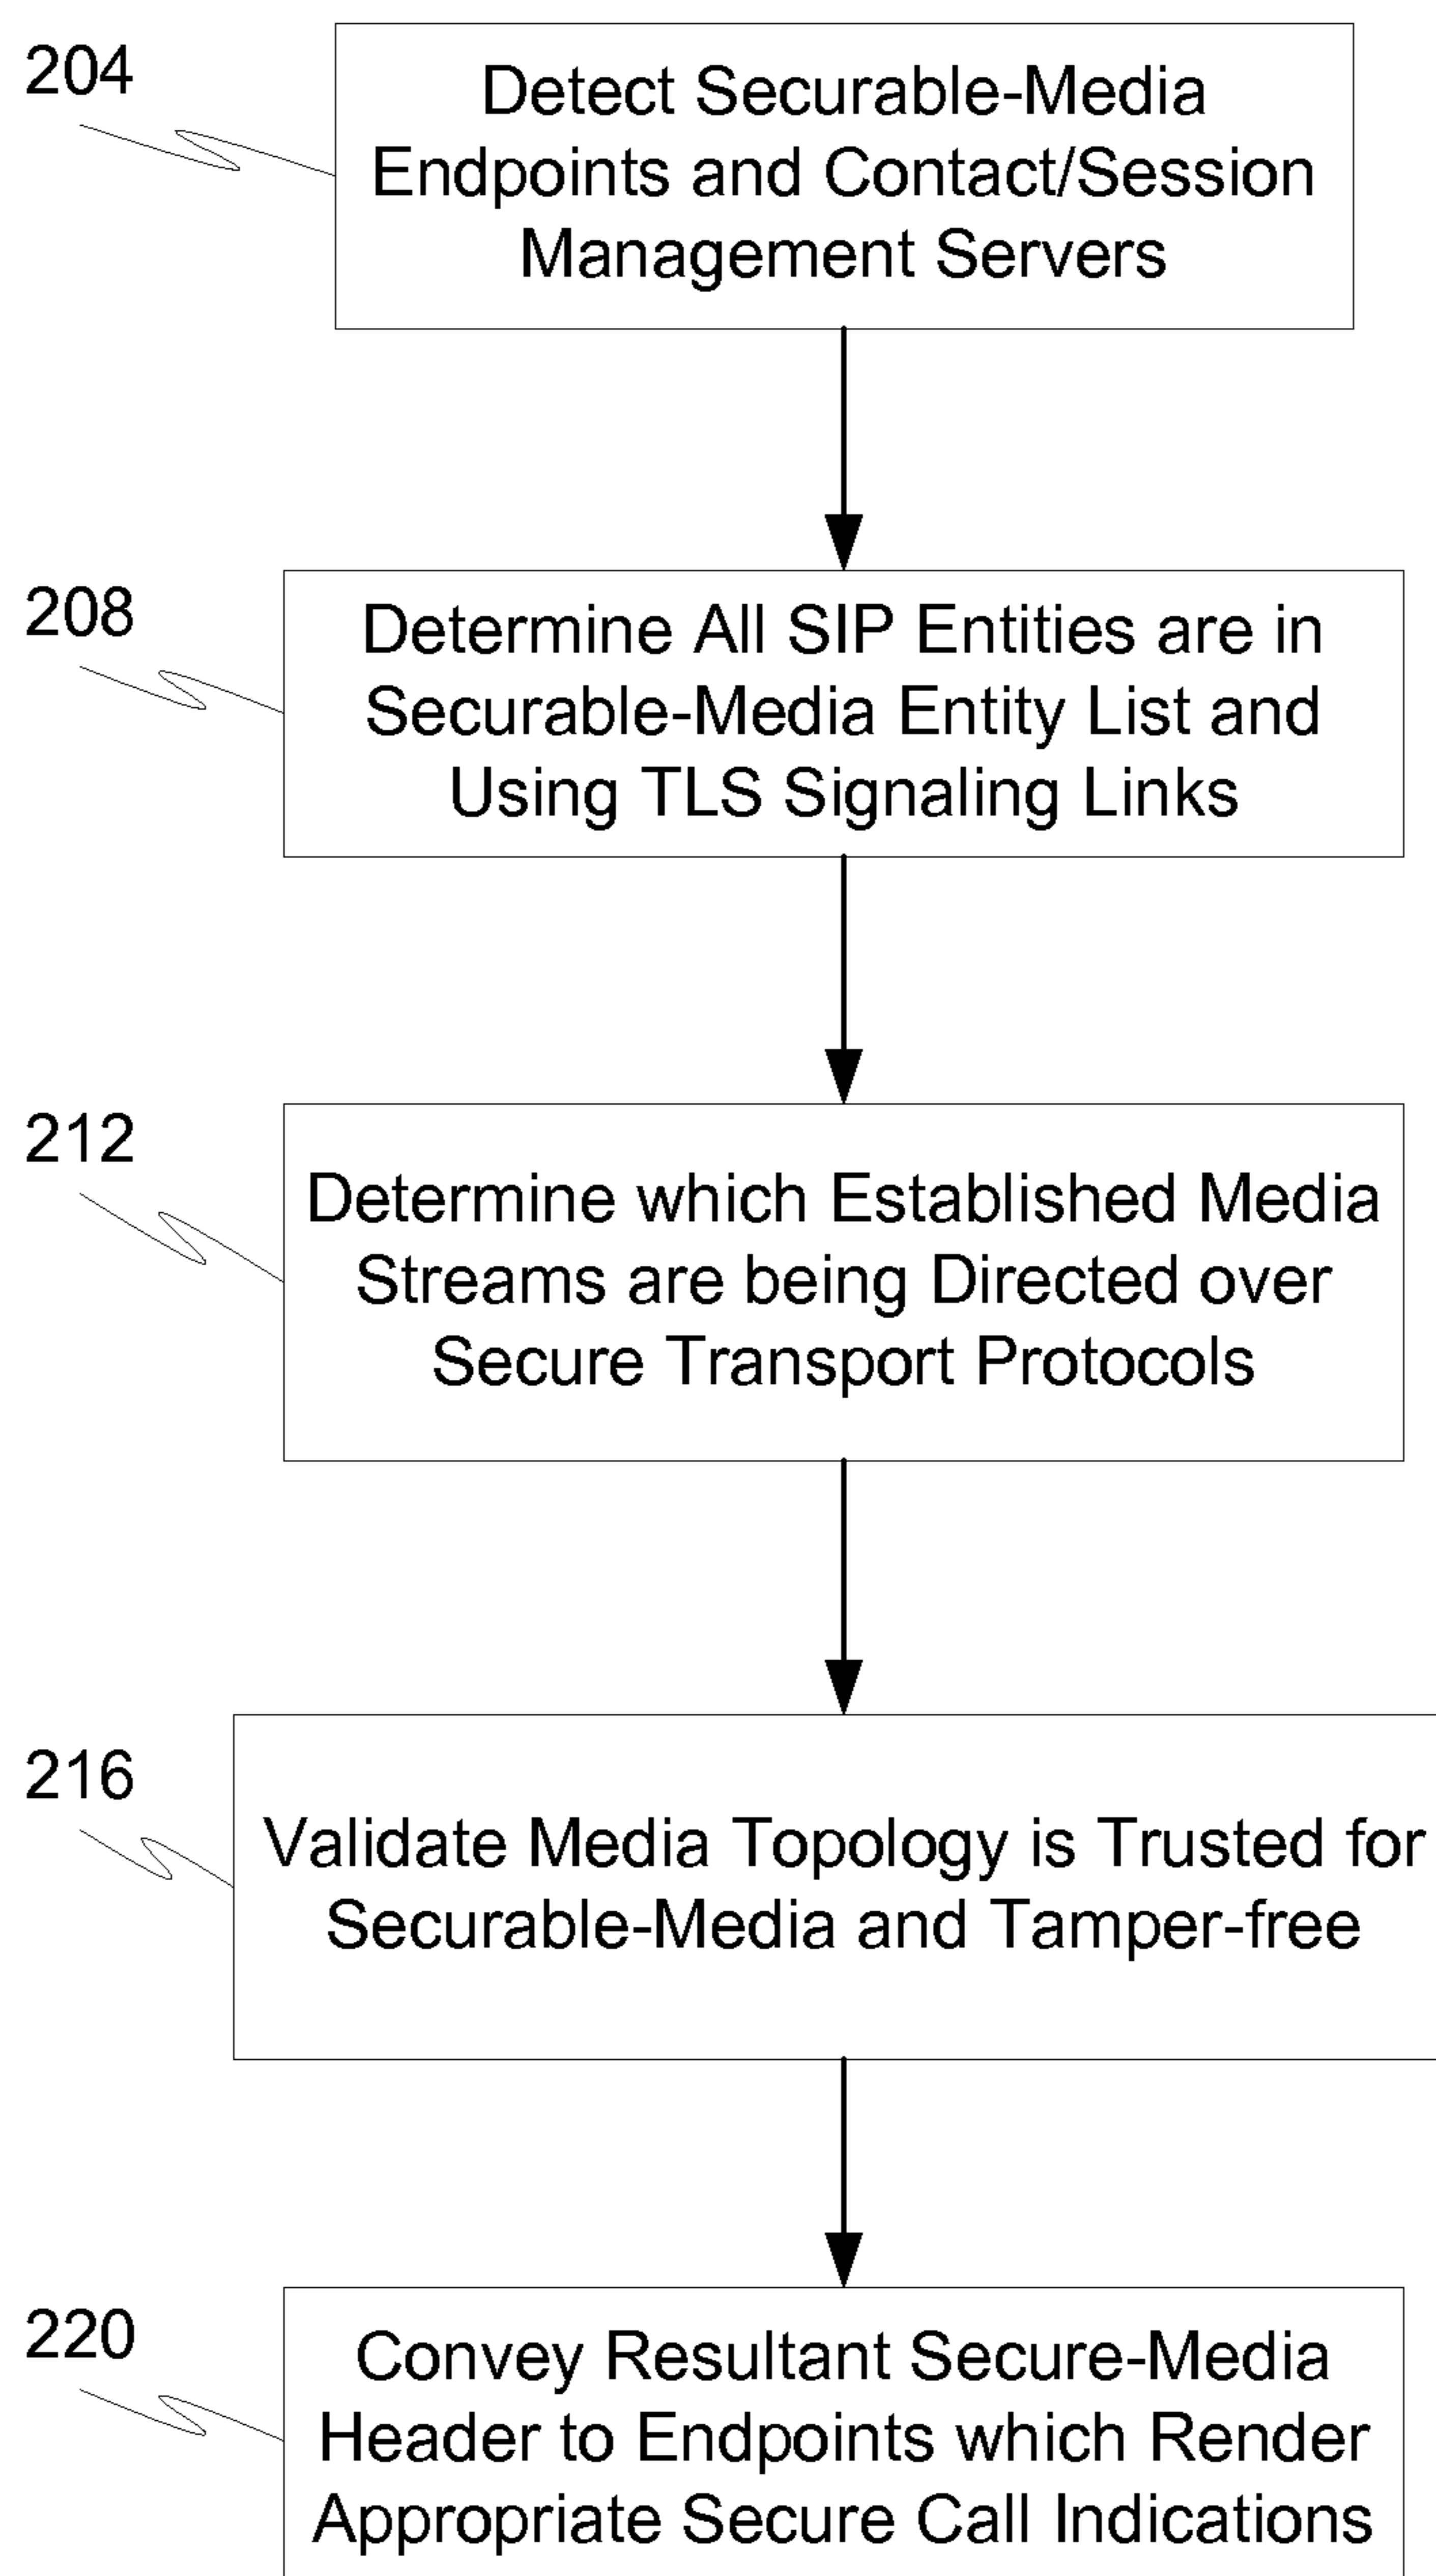 204
Detect Securable-Media
Endpoints and Contact/Session
Management Servers
208
Determine All SIP Entities are in
Securable-Media Entity List and
Using TLS Signaling Links
212
Determine which Established Media
Streams are being Directed over
Secure Transport Protocols
216
Validate Media Topology is Trusted for
Securable-Media and Tamper-free
220
Convey Resultant Secure-Media
Header to Endpoints which Render
Appropriate Secure Call Indications